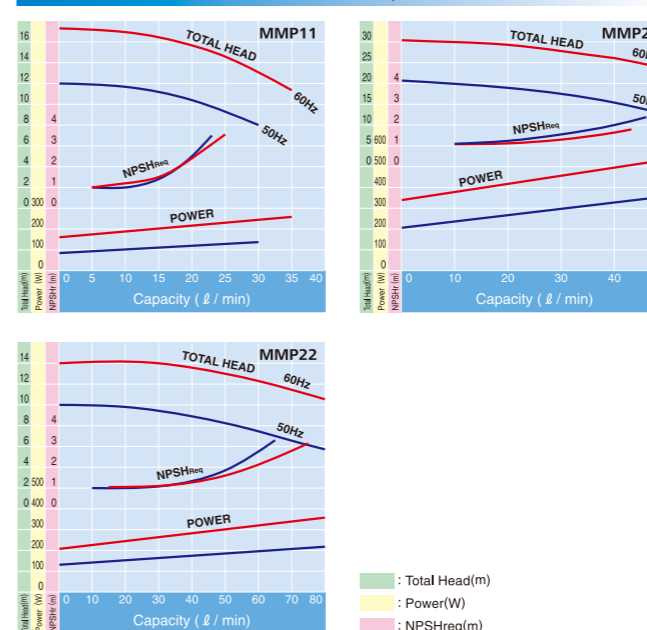 MMP11
16
14
12
10
8 4
6 3
4 2
2 1
0 300 0
200
100
0
TOTAL HEAD
60Hz
50Hz
NPSHReq
POWER
Total Head(m)
Power (W)
NPSHr (m)
0 5 10 15 20 25 30 35 40
Capacity ( ℓ / min)
MMP2
30
25
20 4
15 3
10 2
5 600 1
0 500 0
400
300
200
100
0
TOTAL HEAD
60
50
NPSHReq
POWER
Total Head(m)
Power (W)
NPSHr (m)
0 10 20 30 40
Capacity ( ℓ / min)
MMP22
14
12
10
8 4
6 3
4 2
2 500 1
0 400 0
300
200
100
0
TOTAL HEAD
60Hz
50Hz
NPSHReq
POWER
Total Head(m)
Power (W)
NPSHr (m)
0 10 20 30 40 50 60 70 80
Capacity ( ℓ / min)
: Total Head(m)
: Power(W)
: NPSHreq(m)